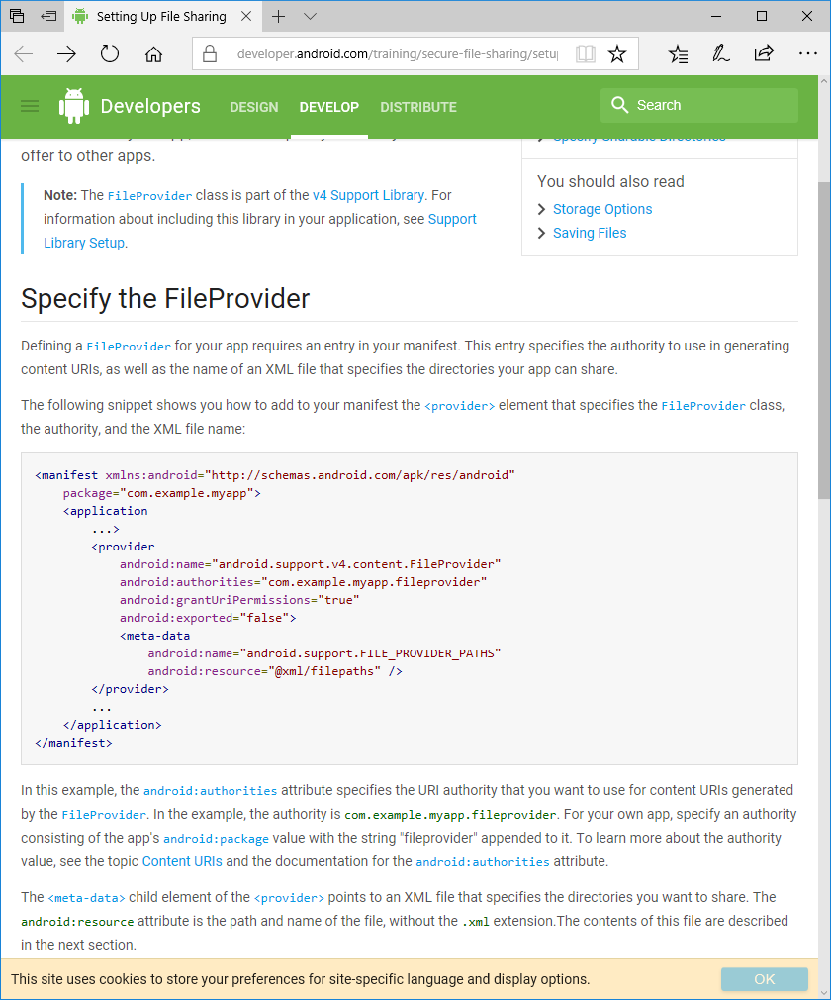 Setting Up File Sharing
developer.android.com/training/secure-file-sharing/setu
Developers
DESIGN
DEVELOP
DISTRIBUTE
Search
offer to other apps.
Note: The FileProvider class is part of the v4 Support Library. For
information about including this library in your application, see Support
Library Setup.
Specify Sharable Directories
You should also read
Storage Options
Saving Files
Specify the FileProvider
Defining a FileProvider for your app requires an entry in your manifest. This entry specifies the authority to use in generating
content URIs, as well as the name of an XML file that specifies the directories your app can share.
The following snippet shows you how to add to your manifest the <provider> element that specifies the FileProvider class,
the authority, and the XML file name:
<manifest xmlns:android="http://schemas.android.com/apk/res/android"
package="com.example.myapp">
<application
...>
<provider
android:name="android.support.v4.content.FileProvider"
android:authorities="com.example.myapp.fileprovider"
android:grantUriPermissions="true"
android:exported="false">
<meta-data
android:name="android.support.FILE_PROVIDER_PATHS"
android:resource="@xml/filepaths" />
</provider>
...
</application>
</manifest>
In this example, the android:authorities attribute specifies the URI authority that you want to use for content URIs generated
by the FileProvider. In the example, the authority is com.example.myapp.fileprovider. For your own app, specify an authority
consisting of the app's android:package value with the string "fileprovider" appended to it. To learn more about the authority
value, see the topic Content URIs and the documentation for the android:authorities attribute.
The <meta-data> child element of the <provider> points to an XML file that specifies the directories you want to share. The
android:resource attribute is the path and name of the file, without the .xml extension.The contents of this file are described
in the next section.
This site uses cookies to store your preferences for site-specific language and display options.
OK